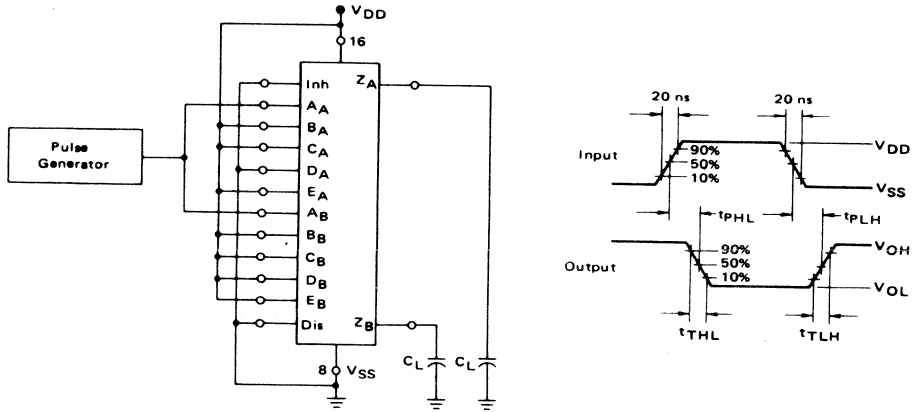 VDD
16
Inh
AA
BA
CA
DA
EA
AB
BB
CB
DB
EB
Dis
ZA
ZB
Pulse
Generator
8
VSS
CL
CL
20 ns
20 ns
Input
90%
50%
10%
VDD
VSS
tPHL
tPLH
Output
90%
50%
10%
VOH
VOL
tTHL
tTLH